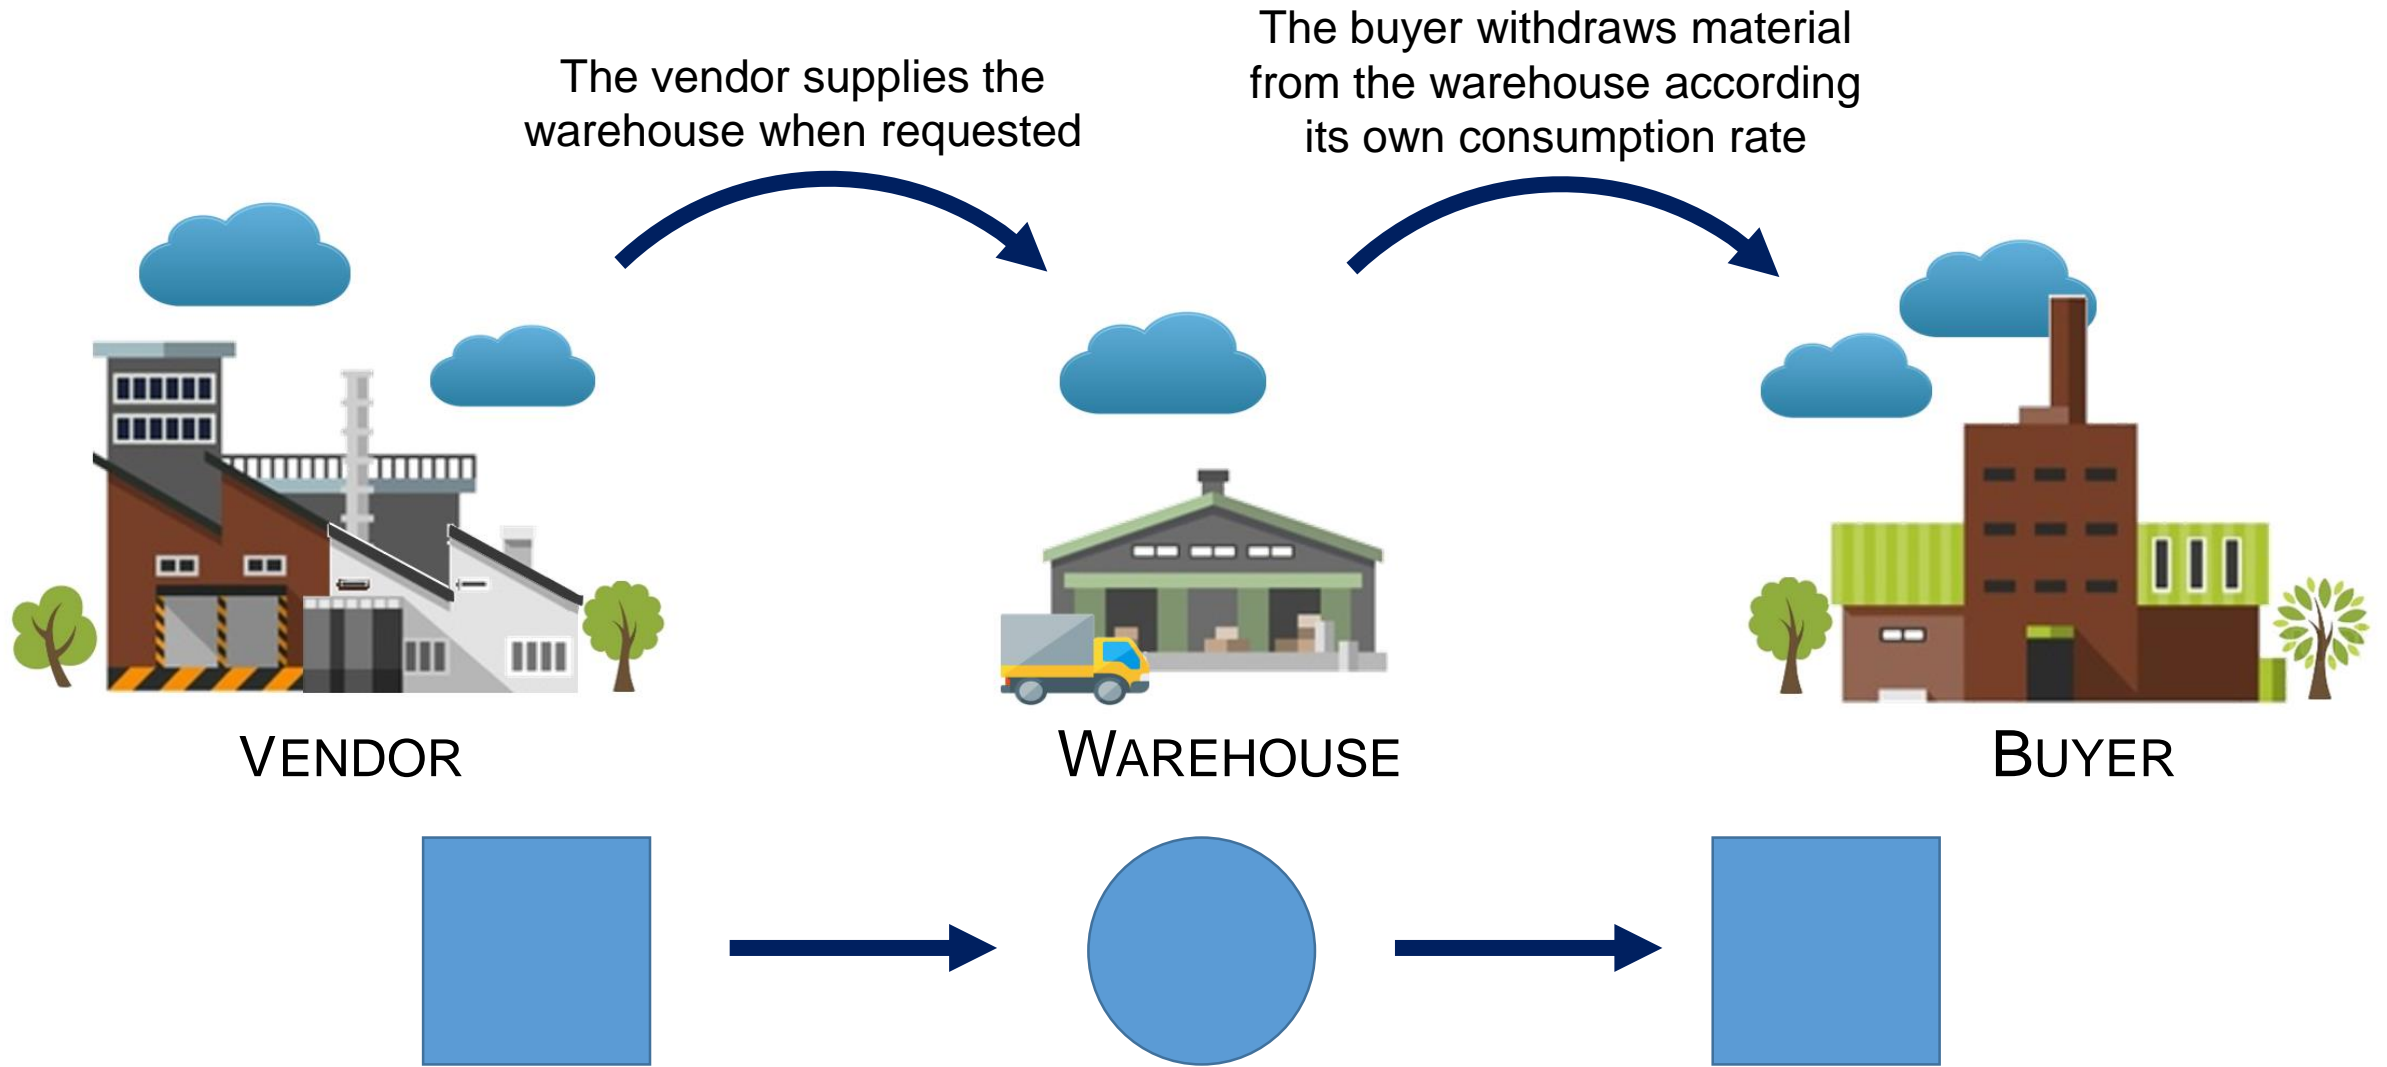 The vendor supplies the
warehouse when requested
The buyer withdraws material
from the warehouse according
its own consumption rate
VENDOR
WAREHOUSE
BUYER